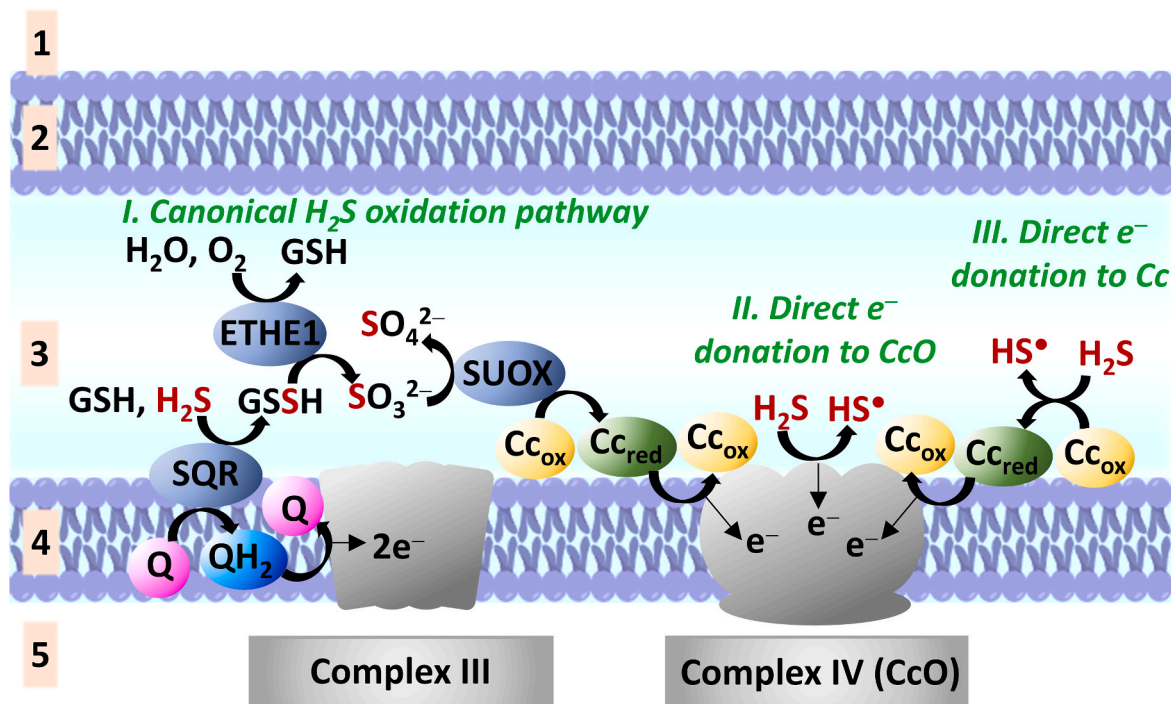 1
2
I. Canonical H₂S oxidation pathway
H₂O, O₂ GSH
III. Direct e⁻
donation to Cc
ETHE1
SO₄²⁻
II. Direct e⁻
donation to CcO
3
SUOX
HS• H₂S
GSH, H₂S GSSH SO₃²⁻
H₂S HS•
Ccox Ccred Ccox Ccox Ccred Ccox
SQR
Q
4
Q QH₂ 2e⁻ e⁻ e⁻ e⁻
5
Complex III Complex IV (CcO)